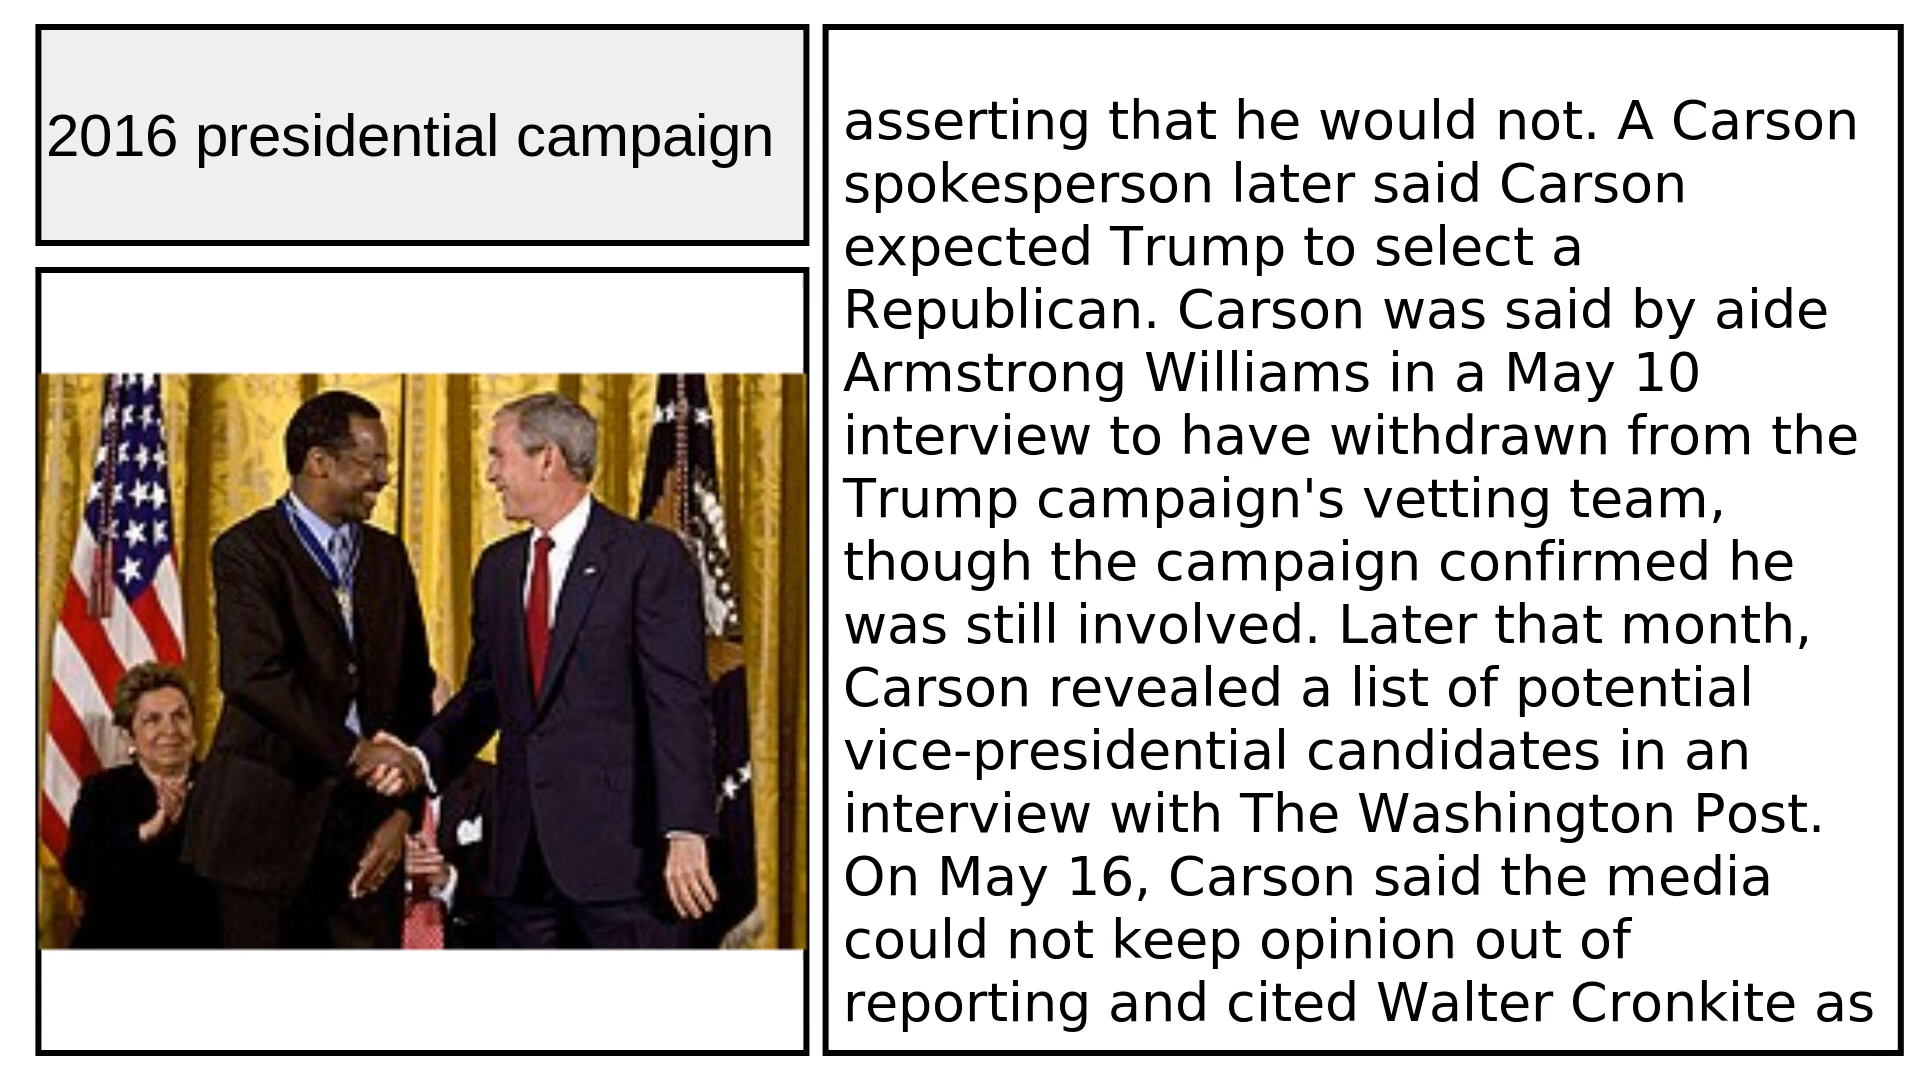 2016 presidential campaign
asserting that he would not. A Carson
spokesperson later said Carson
expected Trump to select a
Republican. Carson was said by aide
Armstrong Williams in a May 10
interview to have withdrawn from the
Trump campaign's vetting team,
though the campaign confirmed he
was still involved. Later that month,
Carson revealed a list of potential
vice-presidential candidates in an
interview with The Washington Post.
On May 16, Carson said the media
could not keep opinion out of
reporting and cited Walter Cronkite as